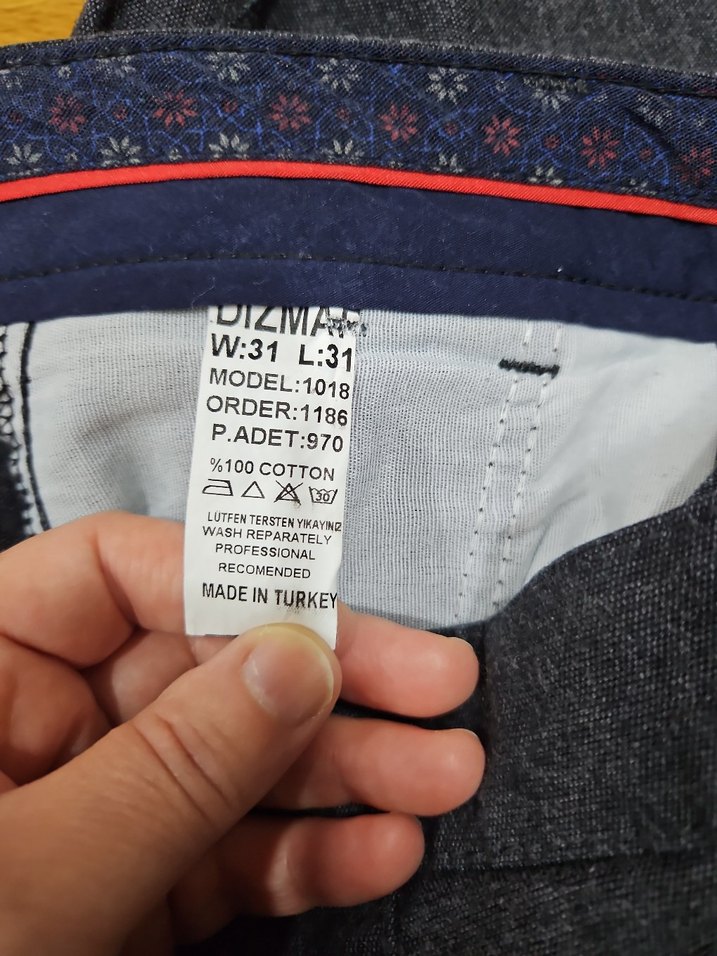 W:31 L:31
MODEL:1018
ORDER:1186
P.ADET:970
%100 COTTON
30
LÜTFEN TERSTEN YIKAYINIZ
WASH REPARATELY
PROFESSIONAL
RECOMENDED
MADE IN TURKEY